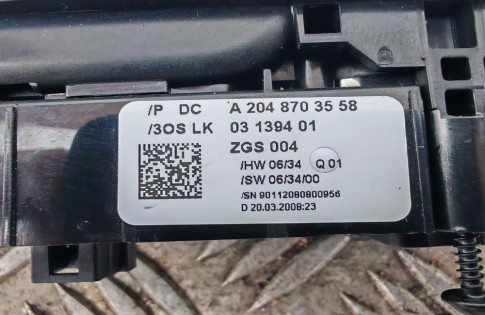 /P DC A 204 870 35 58
/3OS LK 03 1394 01
ZGS 004
/HW 06/34 Q 01
/SW 06/34/00
/SN 90112080800956
D 20.03.2008:23